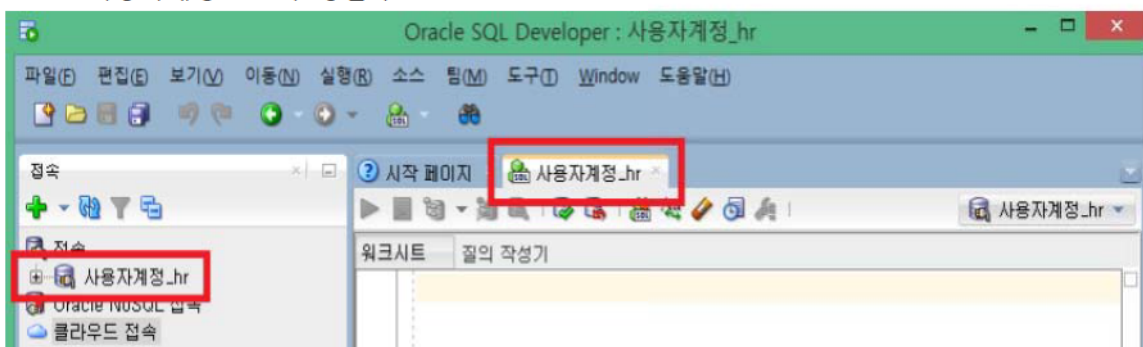 Oracle SQL Developer : 사용자계정_hr
파일(F) 편집(E) 보기(V) 이동(N) 실행(R) 소스 팀(M) 도구(T) Window 도움말(H)
접속
시작 페이지 사용자계정_hr
사용자계정_hr
워크시트 질의 작성기
접속
사용자계정_hr
Oracle NoSQL 접속
클라우드 접속